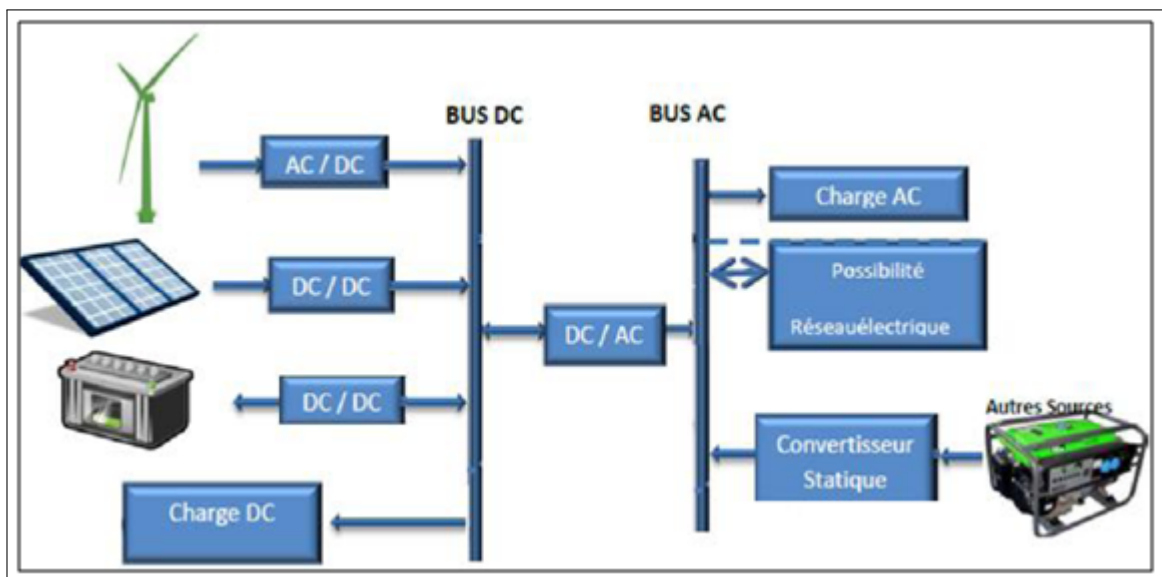 BUS DC
BUS AC
AC / DC
Charge AC
DC / DC
Possibilité
Réseauélectrique
DC / AC
DC / DC
Autres Sources
Convertisseur
Statique
Charge DC